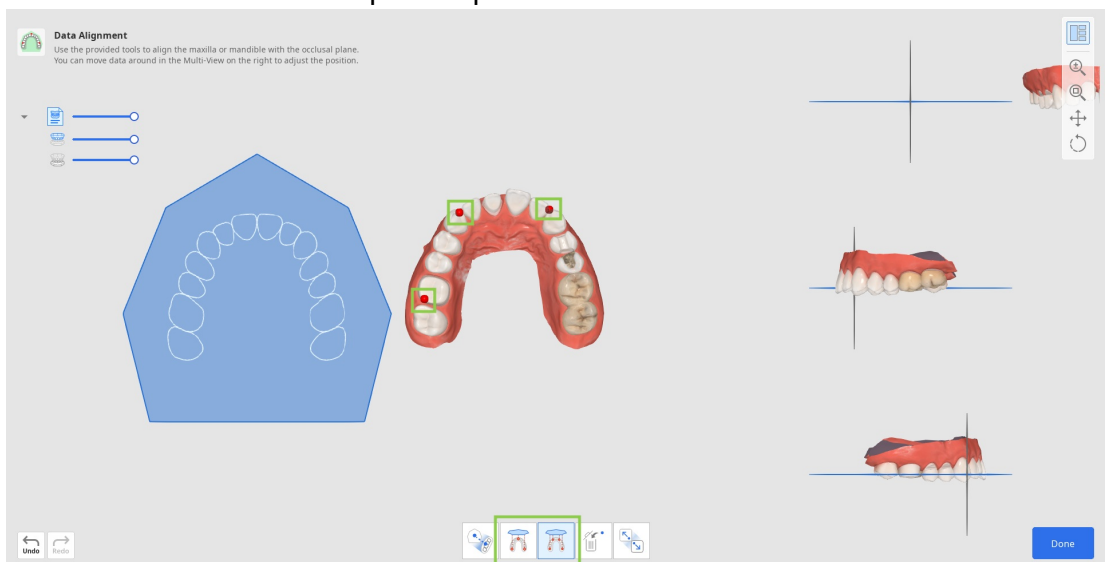 Data Alignment
Use the provided tools to align the maxilla or mandible with the occlusal plane.
You can move data around in the Multi-View on the right to adjust the position.
Undo
Redo
Done